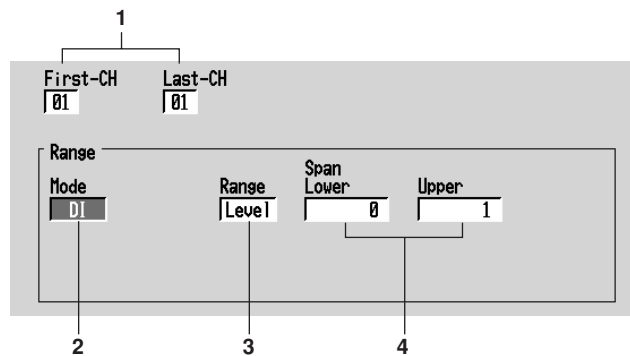 1
First-CH Last-CH
01 01
Range
Span
Mode Range Lower Upper
DI Level 0 1
2 3 4